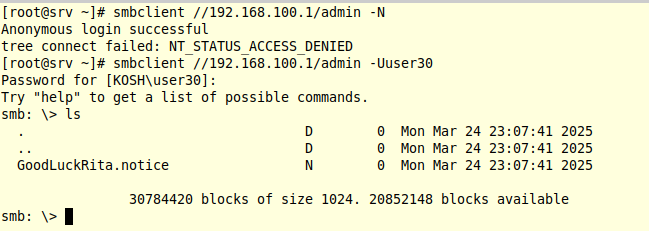 [root@srv ~]# smbclient //192.168.100.1/admin -N
Anonymous login successful
tree connect failed: NT_STATUS_ACCESS_DENIED
[root@srv ~]# smbclient //192.168.100.1/admin -Uuser30
Password for [KOSH\user30]:
Try "help" to get a list of possible commands.
smb: \> ls
  .                                   D        0  Mon Mar 24 23:07:41 2025
  ..                                  D        0  Mon Mar 24 23:07:41 2025
  GoodLuckRita.notice                 N        0  Mon Mar 24 23:07:41 2025
                30784420 blocks of size 1024. 20852148 blocks available
smb: \>